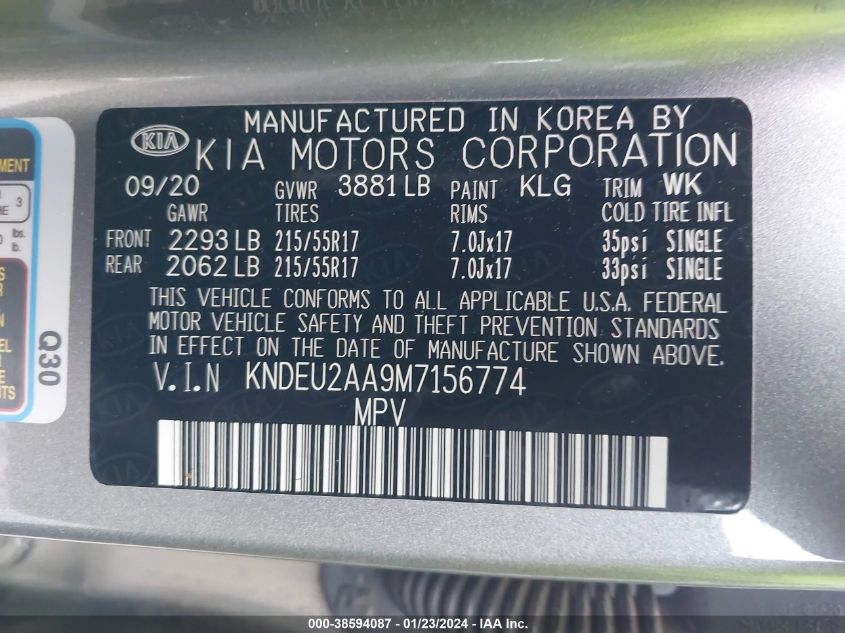 MANUFACTURED IN KOREA BY
KIA KIA MOTORS CORPORATION
09/20 GVWR 3881 LB PAINT KLG TRIM WK
GAWR TIRES RIMS COLD TIRE INFL
FRONT 2293 LB 215/55R17 7.0Jx17 35psi SINGLE
REAR 2062 LB 215/55R17 7.0Jx17 33psi SINGLE
THIS VEHICLE CONFORMS TO ALL APPLICABLE U.S.A. FEDERAL
MOTOR VEHICLE SAFETY AND THEFT PREVENTION STANDARDS
IN EFFECT ON THE DATE OF MANUFACTURE SHOWN ABOVE.
V.I.N KNDEU2AA9M7156774
MPV
3
lbs.
Q30
000-38594087 - 01/23/2024 - IAA Inc.